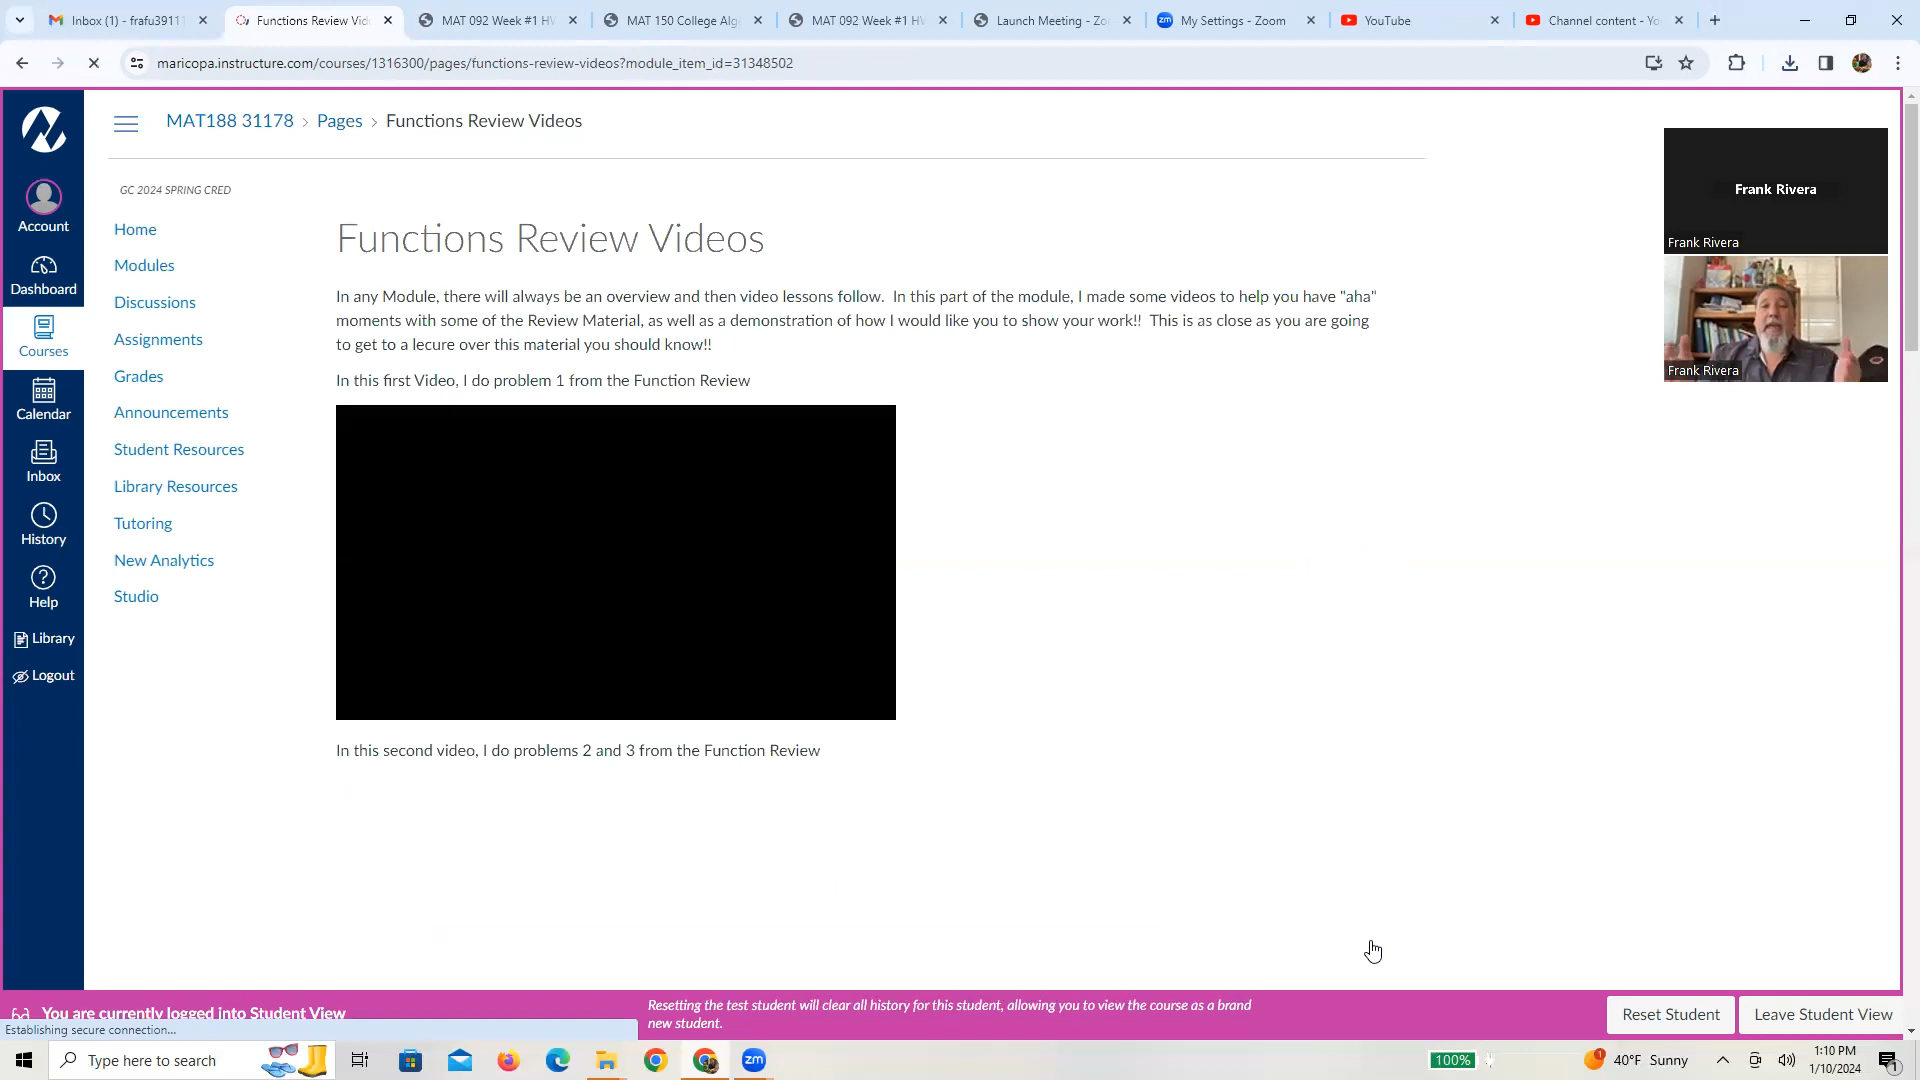 Inbox (1) - frafu3911
Functions Review Vid
MAT 092 Week #1 HV
MAT 150 College Alg
MAT 092 Week #1 HV
Launch Meeting - Zo
zm My Settings - Zoom
YouTube
Channel content - Yo
maricopa.instructure.com/courses/1316300/pages/functions-review-videos?module_item_id=31348502
MAT188 31178 › Pages › Functions Review Videos
GC 2024 SPRING CRED
Account
Dashboard
Courses
Calendar
Inbox
History
Help
Library
Logout
Home
Modules
Discussions
Assignments
Grades
Announcements
Student Resources
Library Resources
Tutoring
New Analytics
Studio
Functions Review Videos
In any Module, there will always be an overview and then video lessons follow. In this part of the module, I made some videos to help you have "aha"
moments with some of the Review Material, as well as a demonstration of how I would like you to show your work!! This is as close as you are going
to get to a lecure over this material you should know!!
In this first Video, I do problem 1 from the Function Review
In this second video, I do problems 2 and 3 from the Function Review
Frank Rivera
Frank Rivera
Frank Rivera
You are currently logged into Student View
Resetting the test student will clear all history for this student, allowing you to view the course as a brand
new student.
Reset Student
Leave Student View
Establishing secure connection...
Type here to search
zm
100%
1
40°F Sunny
1:10 PM
1/10/2024
1